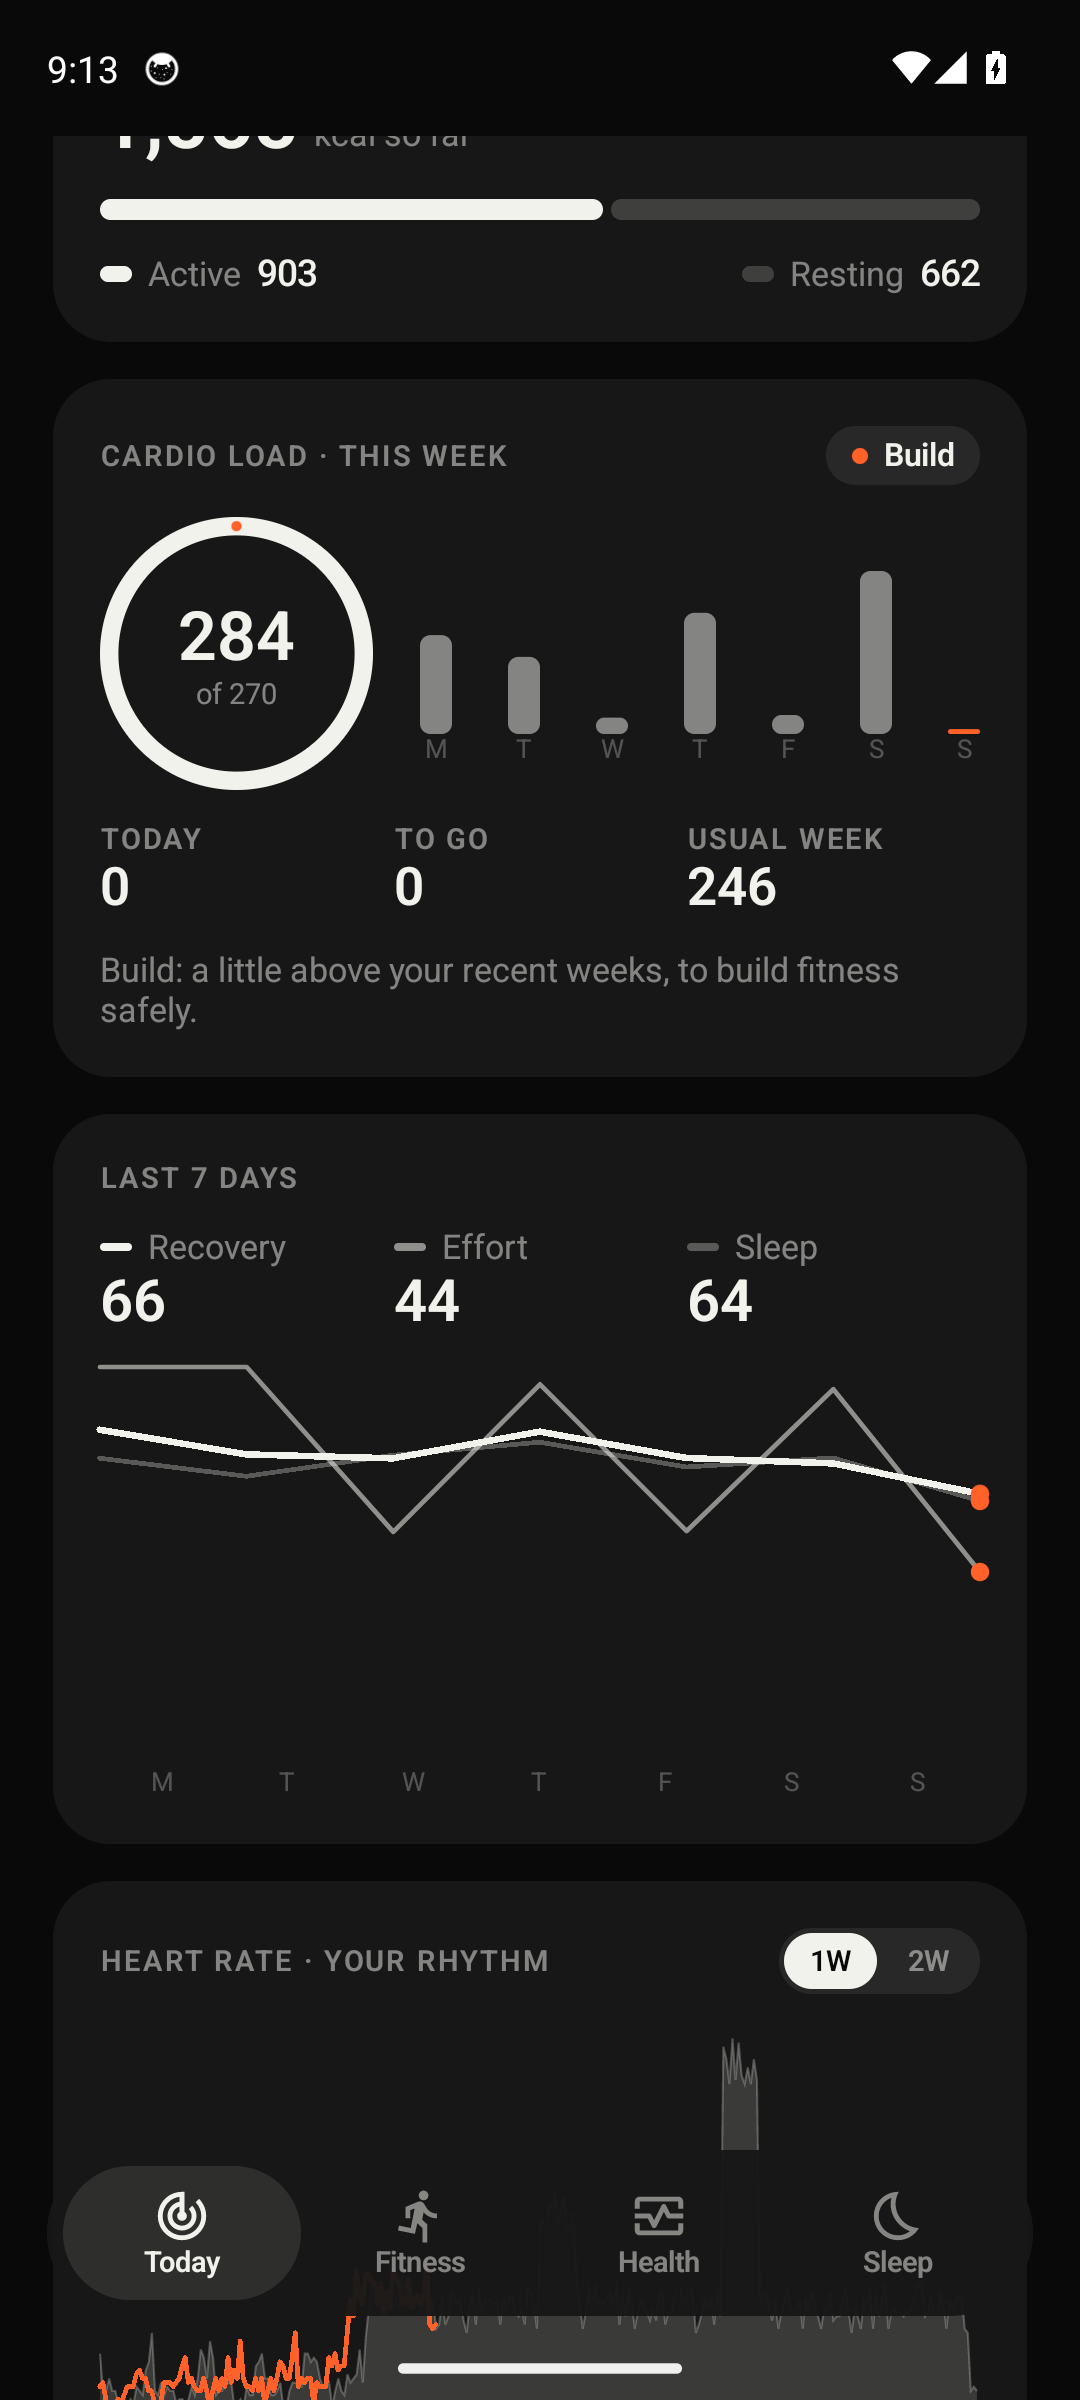 9:13
kcal so far
Active 903
Resting 662
CARDIO LOAD · THIS WEEK
Build
284
of 270
M T W T F S S
TODAY
0
TO GO
0
USUAL WEEK
246
Build: a little above your recent weeks, to build fitness
safely.
LAST 7 DAYS
Recovery
66
Effort
44
Sleep
64
M T W T F S S
HEART RATE · YOUR RHYTHM
1W 2W
Today
Fitness
Health
Sleep